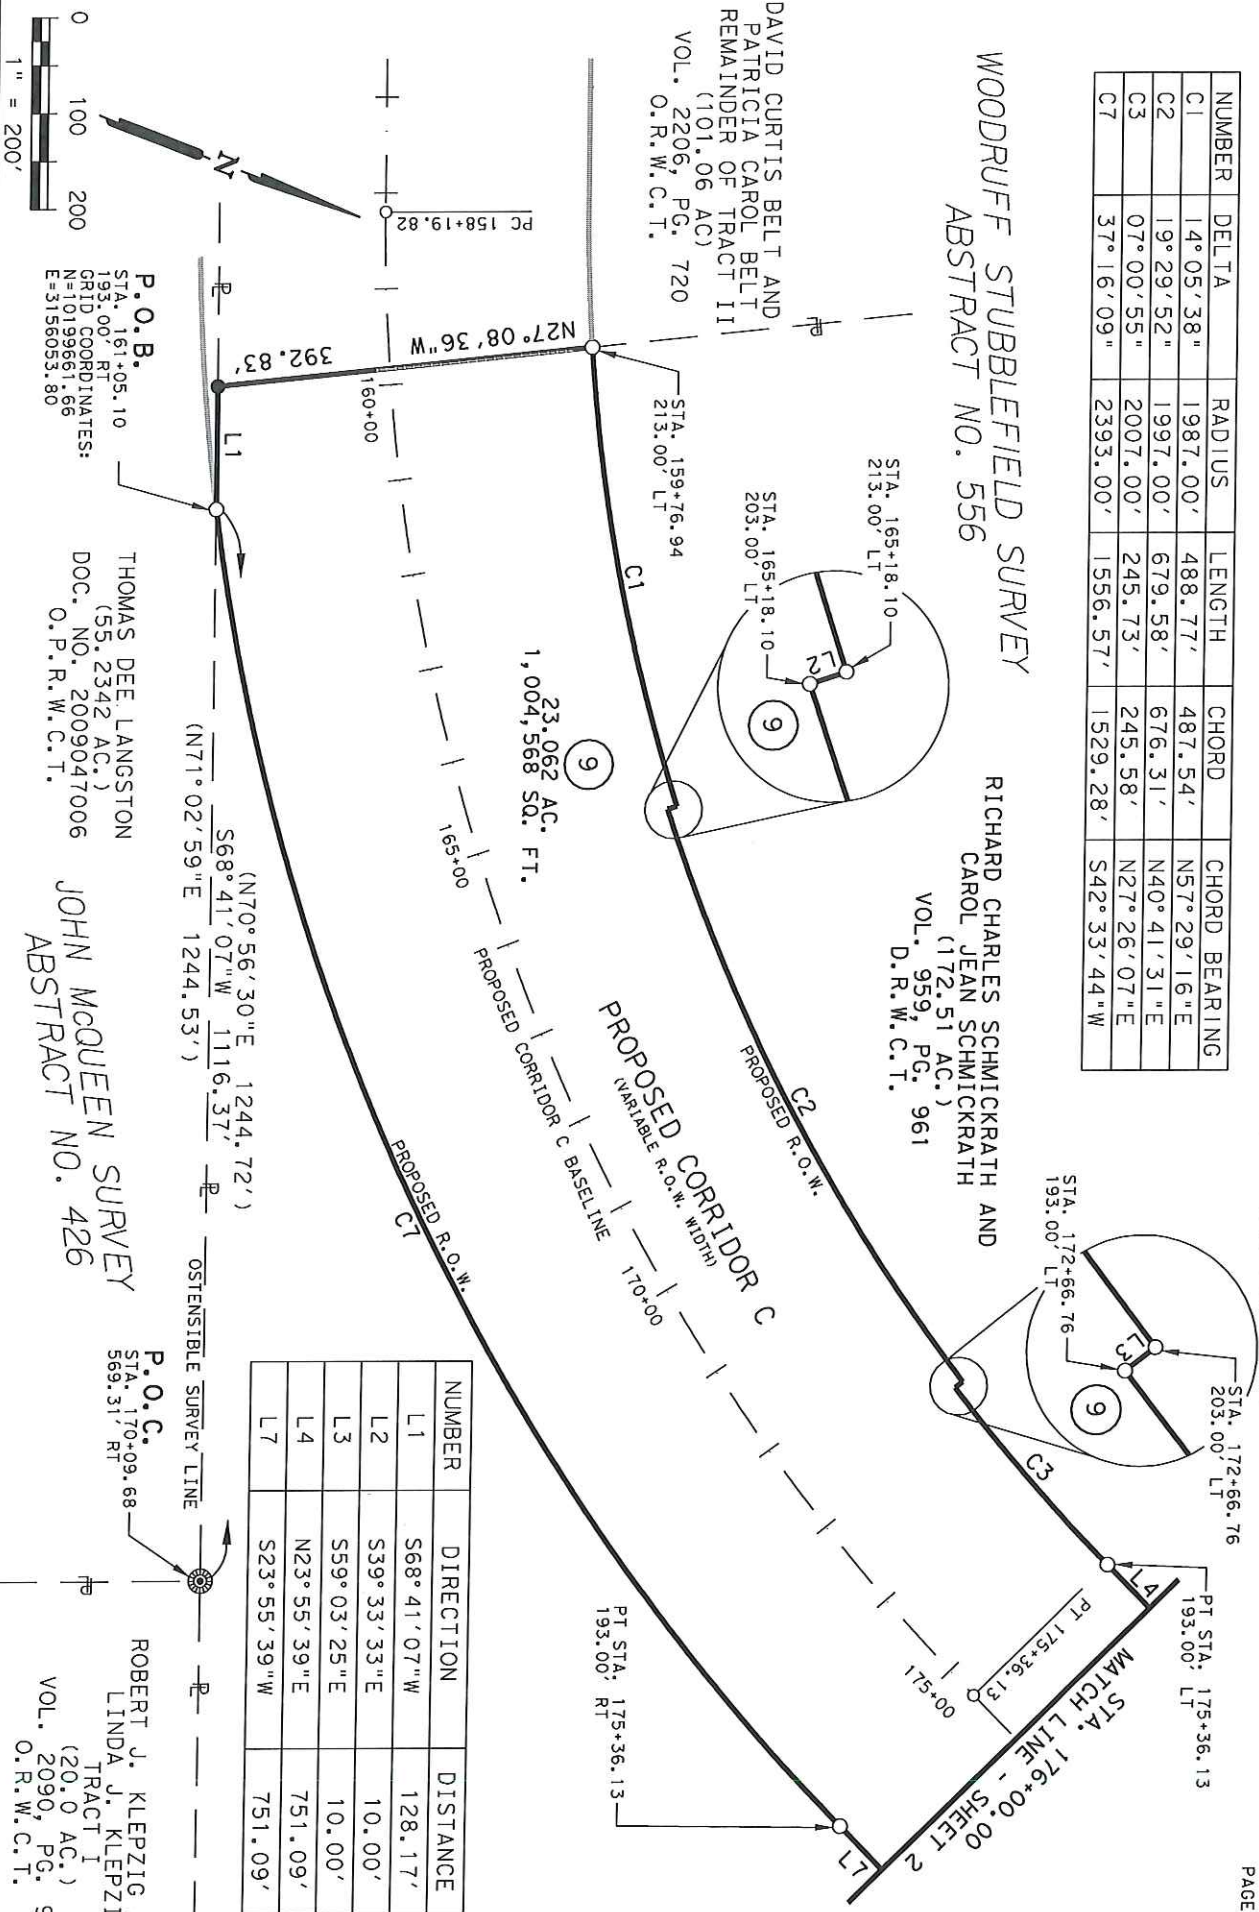 PAGE
NUMBER DELTA RADIUS LENGTH CHORD CHORD BEARING
C1 14°05'38" 1987.00' 488.77' 487.54' N57°29'16"E
C2 19°29'52" 1997.00' 679.58' 676.31' N40°41'31"E
C3 07°00'55" 2007.00' 245.73' 245.58' N27°26'07"E
C7 37°16'09" 2393.00' 1556.57' 1529.28' S42°33'44"W
WOODRUFF STUBBLEFIELD SURVEY
ABSTRACT NO. 556
DAVID CURTIS BELT AND
PATRICIA CAROL BELT
REMAINDER OF TRACT II
(101.06 AC)
VOL. 2206, PG. 720
O.R.W.C.T.
RICHARD CHARLES SCHMICKRATH AND
CAROL JEAN SCHMICKRATH
(172.51 AC.)
VOL. 959, PG. 961
D.R.W.C.T.
STA. 165+18.10
213.00' LT
STA. 165+18.10
203.00' LT
L2
9
STA. 172+66.76
203.00' LT
STA. 172+66.76
193.00' LT
L3
9
STA. 159+76.94
213.00' LT
C1
C2
PROPOSED R.O.W.
C3
L4
PT STA. 175+36.13
193.00' LT
STA. 176+00.00
MATCH LINE - SHEET 2
PT 175+36.13
175+00
PC 158+19.82
N27°08'36"W
392.83'
160+00
9
23.062 AC.
1,004,568 SQ. FT.
165+00
PROPOSED CORRIDOR C BASELINE
PROPOSED CORRIDOR C
(VARIABLE R.O.W. WIDTH)
170+00
PROPOSED R.O.W.
C7
PT STA. 175+36.13
193.00' RT
L7
N
0 100 200
1" = 200'
L1
P.O.B.
STA. 161+05.10
193.00' RT
GRID COORDINATES:
N=10199661.66
E=3156053.80
THOMAS DEE LANGSTON
(55.2342 AC.)
DOC. NO. 2009047006
O.P.R.W.C.T.
(N70°56'30"E 1244.72')
S68°41'07"W 1116.37'
(N71°02'59"E 1244.53')
JOHN McQUEEN SURVEY
ABSTRACT NO. 426
OSTENSIBLE SURVEY LINE
P.O.C.
STA. 170+09.68
569.31' RT
NUMBER DIRECTION DISTANCE
L1 S68°41'07"W 128.17'
L2 S39°33'33"E 10.00'
L3 S59°03'25"E 10.00'
L4 N23°55'39"E 751.09'
L7 S23°55'39"W 751.09'
ROBERT J. KLEPZIG
LINDA J. KLEPZI
TRACT I
(20.0 AC.)
VOL. 2090, PG.
O.R.W.C.T.